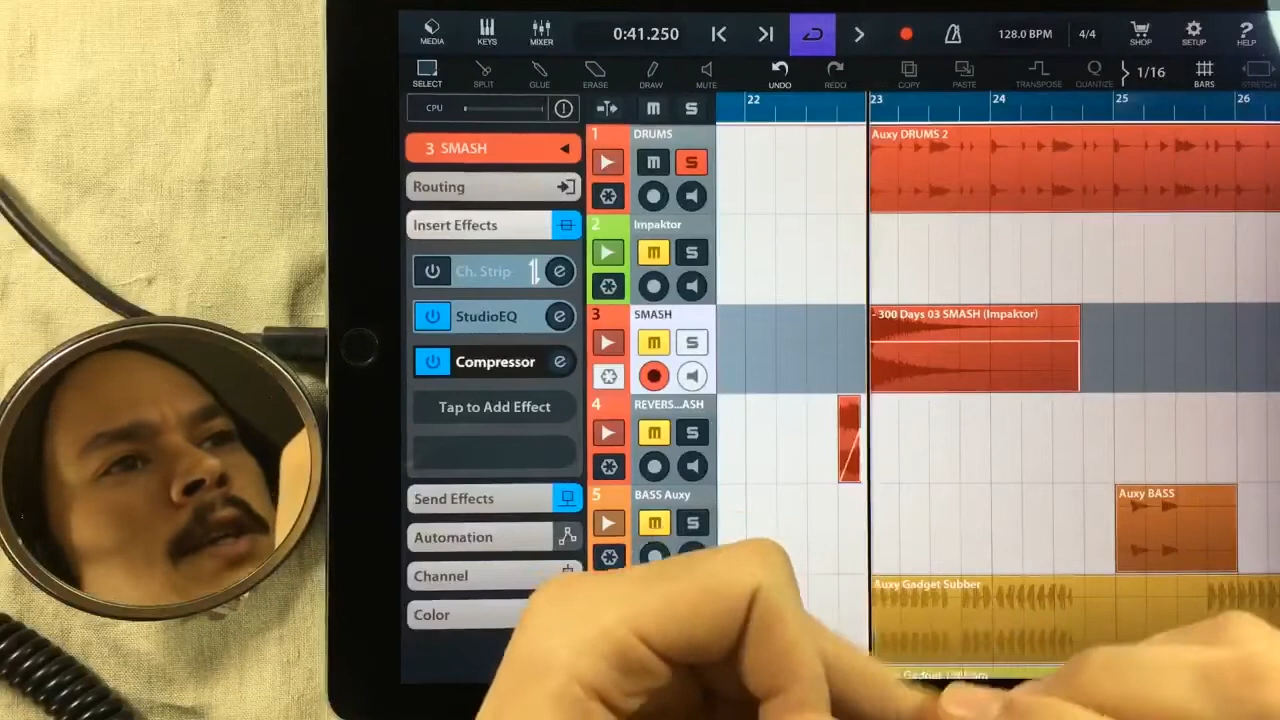 MEDIA KEYS MIXER 0:41.250 128.0 BPM 4/4 SHOP SETUP HELP
SELECT SPLIT GLUE ERASE DRAW MUTE UNDO REDO COPY PASTE TRANSPOSE QUANTIZE 1/16 BARS STRETCH
CPU M S 22 23 24 25 26
3 SMASH
Routing
Insert Effects
Ch. Strip e
StudioEQ e
Compressor e
Tap to Add Effect
Send Effects
Automation
Channel
Color
1 DRUMS
M S
2 Impaktor
M S
3 SMASH
M S
4 REVERS...ASH
M S
5 BASS Auxy
M S
Auxy DRUMS 2
- 300 Days 03 SMASH (Impaktor)
Auxy BASS
Auxy Gadget Subber